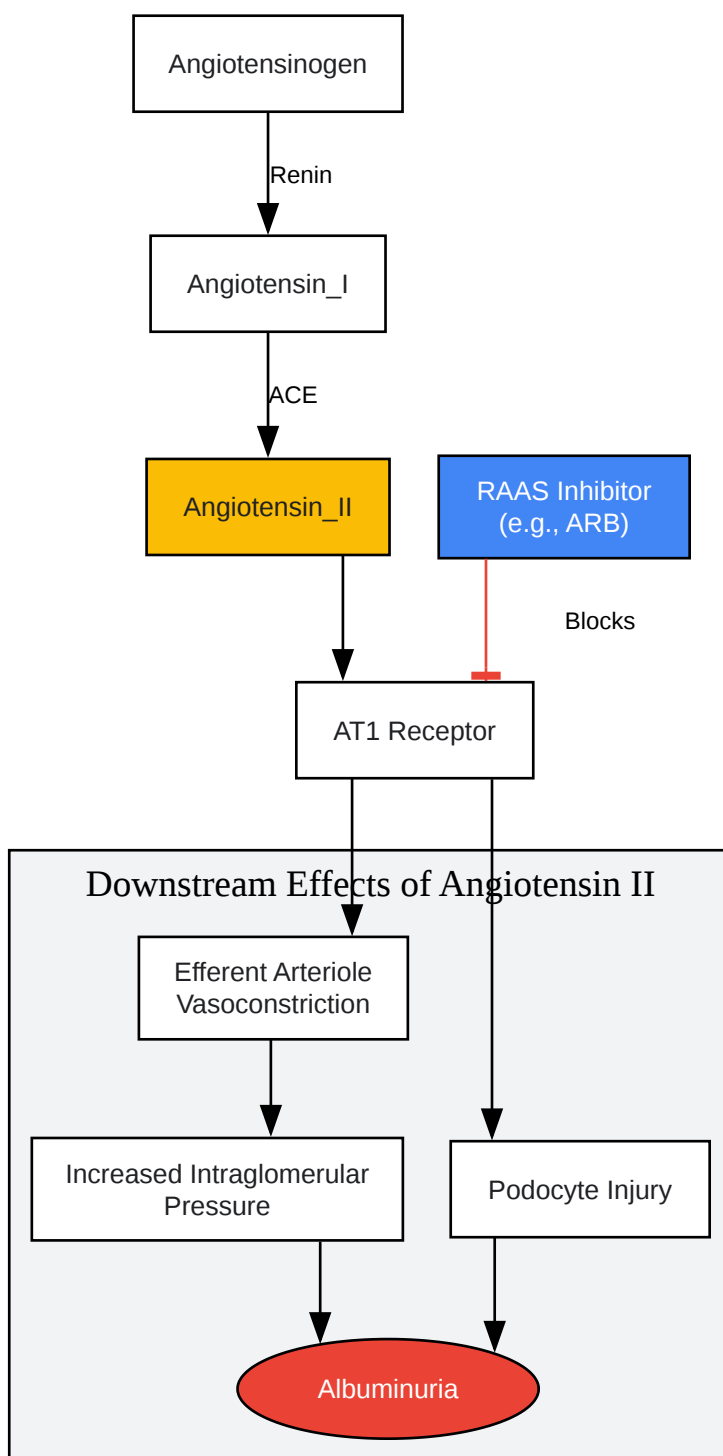 Angiotensinogen
Renin
Angiotensin_I
ACE
Angiotensin_II
RAAS Inhibitor
(e.g., ARB)
Blocks
AT1 Receptor
Downstream Effects of Angiotensin II
Efferent Arteriole
Vasoconstriction
Increased Intraglomerular
Pressure
Podocyte Injury
Albuminuria